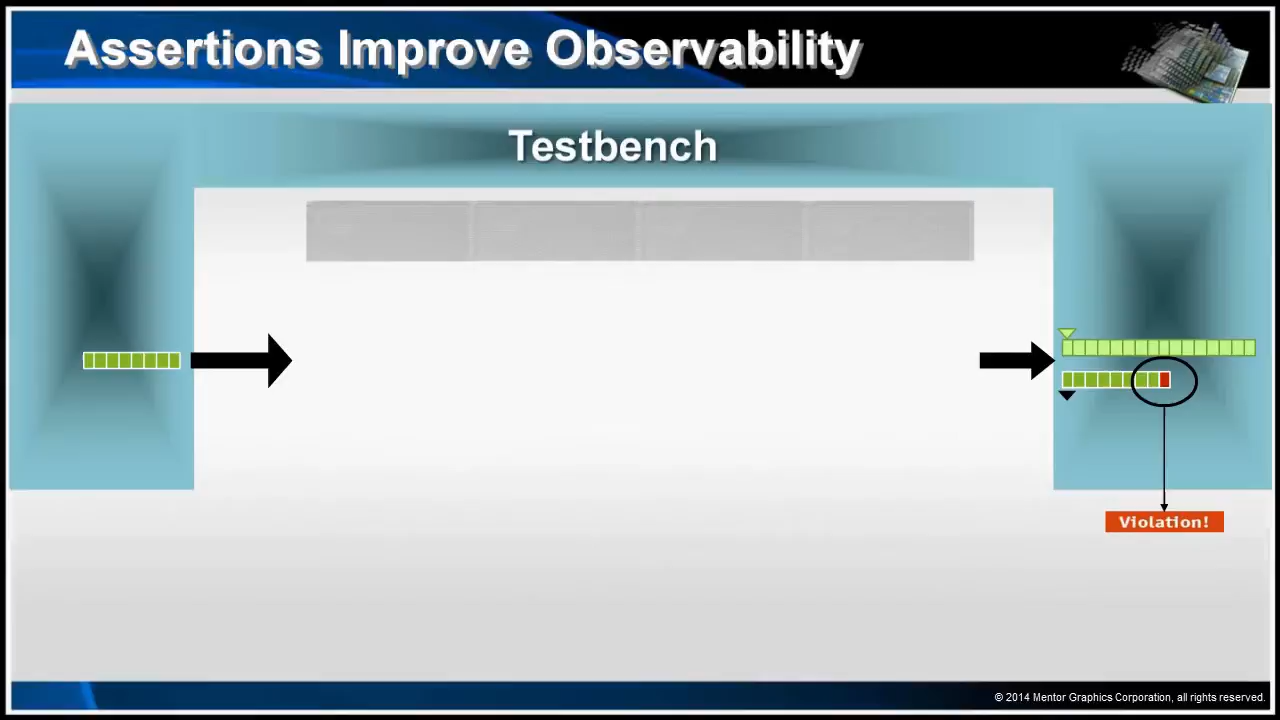 Assertions Improve Observability
Testbench
Violation!
© 2014 Mentor Graphics Corporation, all rights reserved.